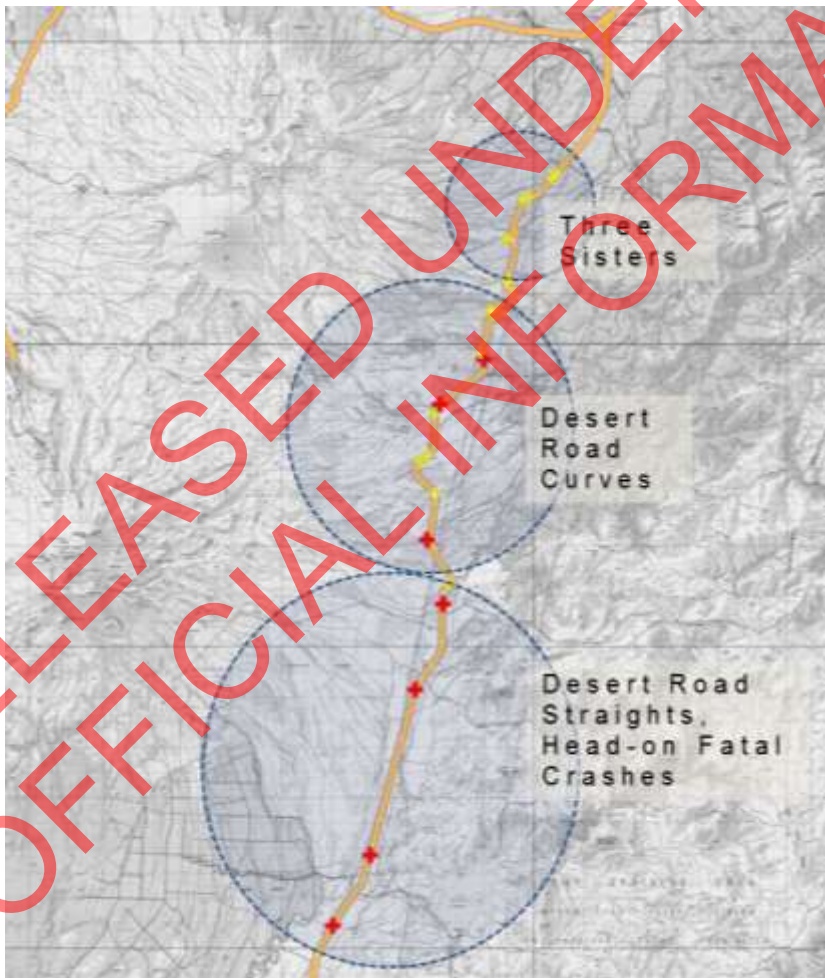 RELEASED UNDER
OFFICIAL INFORMA
Three
Sisters
Desert
Road
Curves
Desert Road
Straights,
Head-on Fatal
Crashes